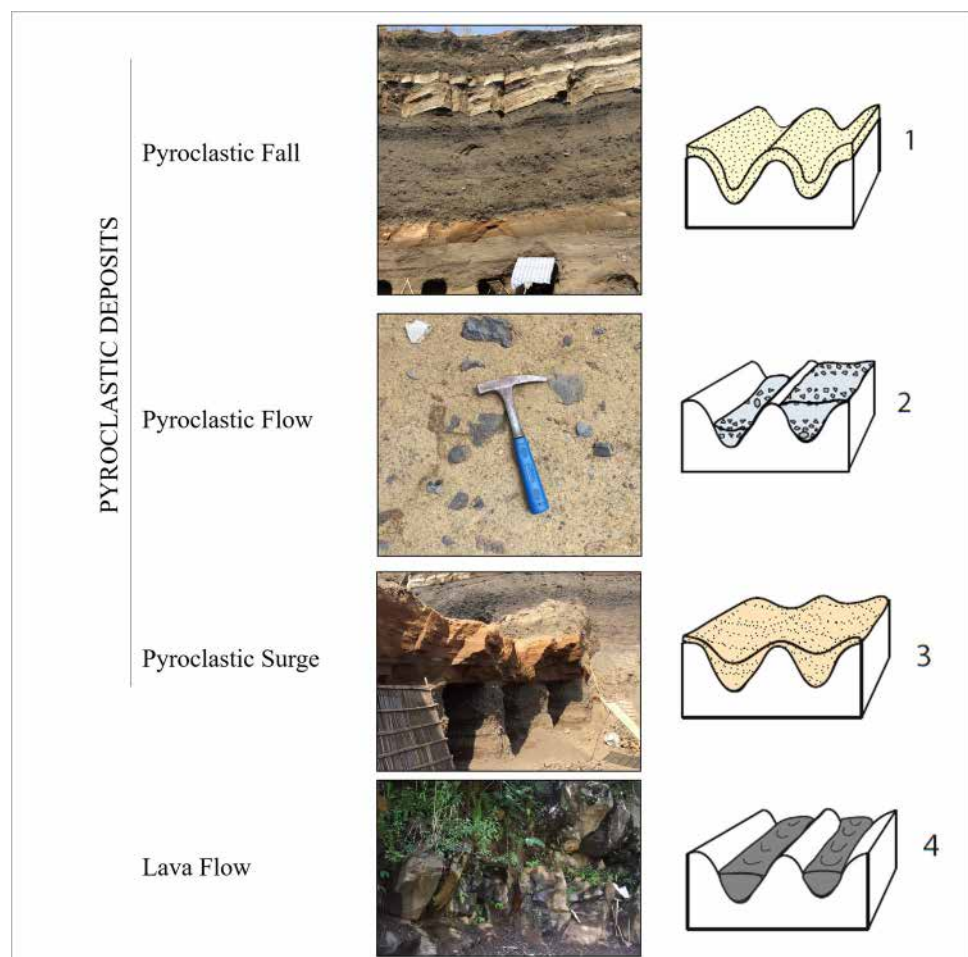 PYROCLASTIC DEPOSITS
Pyroclastic Fall
1
Pyroclastic Flow
2
Pyroclastic Surge
3
Lava Flow
4